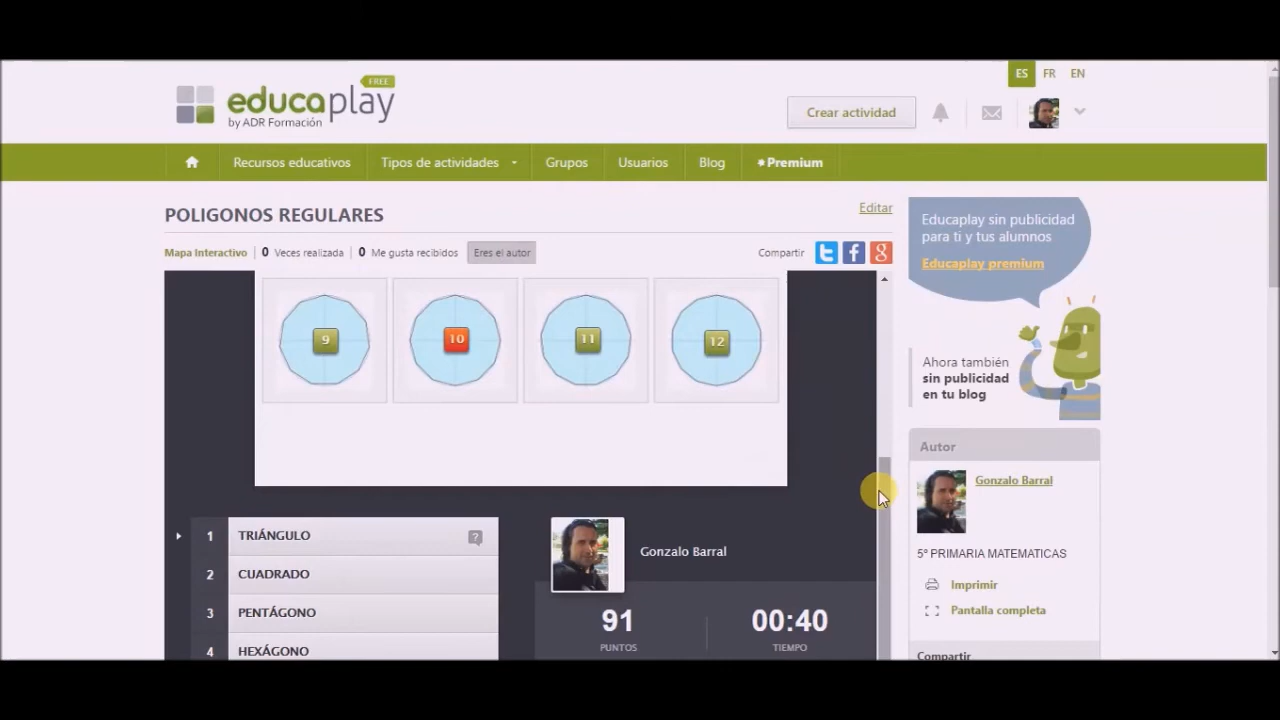 ES FR EN
FREE
educaplay
by ADR Formación
Crear actividad
Recursos educativos Tipos de actividades Grupos Usuarios Blog Premium
POLIGONOS REGULARES
Editar
Mapa Interactivo 0 Veces realizada 0 Me gusta recibidos Eres el autor
Compartir
9 10 11 12
1 TRIÁNGULO ?
2 CUADRADO
3 PENTÁGONO
4 HEXÁGONO
Gonzalo Barral
91 00:40
PUNTOS TIEMPO
Educaplay sin publicidad
para ti y tus alumnos
Educaplay premium
Ahora también
sin publicidad
en tu blog
Autor
Gonzalo Barral
5º PRIMARIA MATEMATICAS
Imprimir
Pantalla completa
Compartir